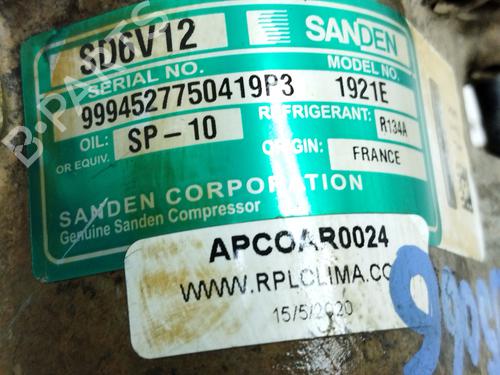 SD6V12
SANDEN
SERIAL NO.
MODEL NO.
9994527750419P3
1921E
OIL:
OR EQUIV.
SP-10
REFRIGERANT:
R134A
ORIGIN:
FRANCE
SANDEN CORPORATION
Genuine Sanden Compressor
APCOAR0024
WWW.RPLCLIMA.CO
15/5/2020
B-PARTS